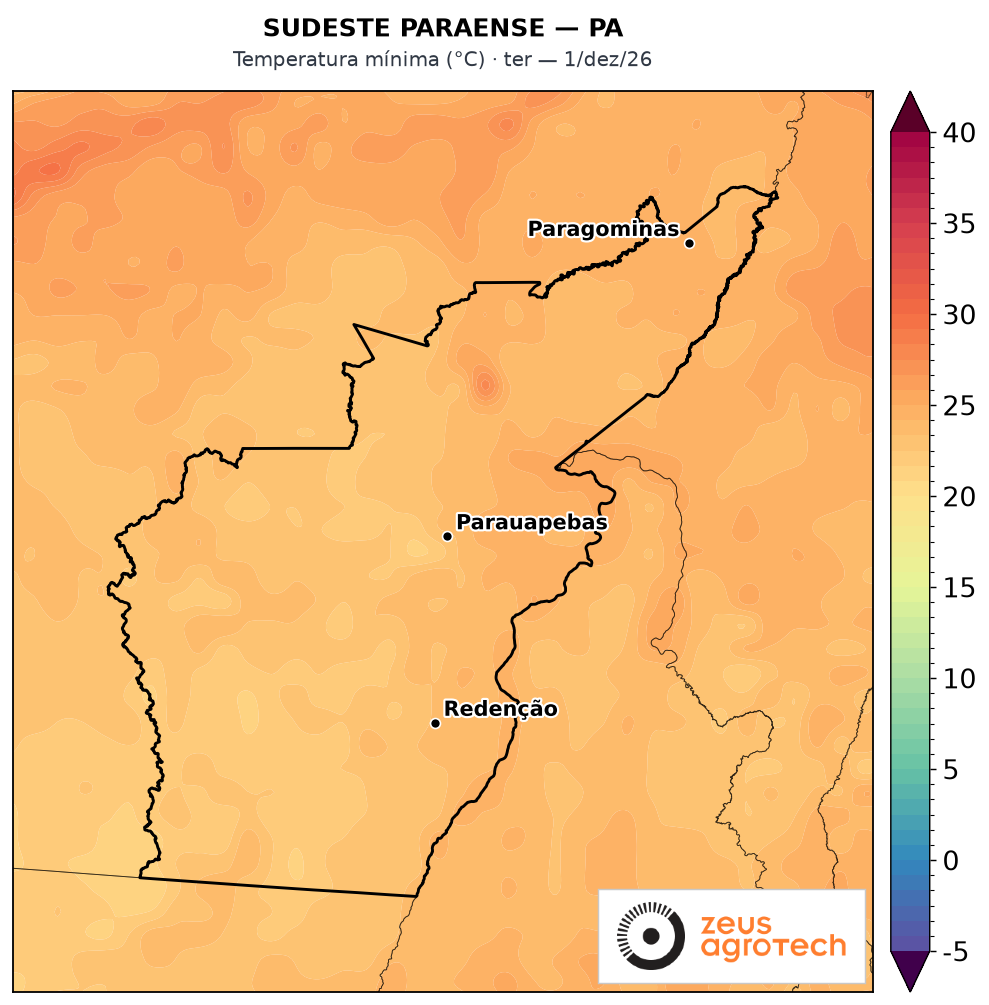 SUDESTE PARAENSE — PA
Temperatura mínima (°C) · ter — 1/dez/26
Paragominas
Parauapebas
Redenção
40
35
30
25
20
15
10
5
0
-5
zeus
agrotech